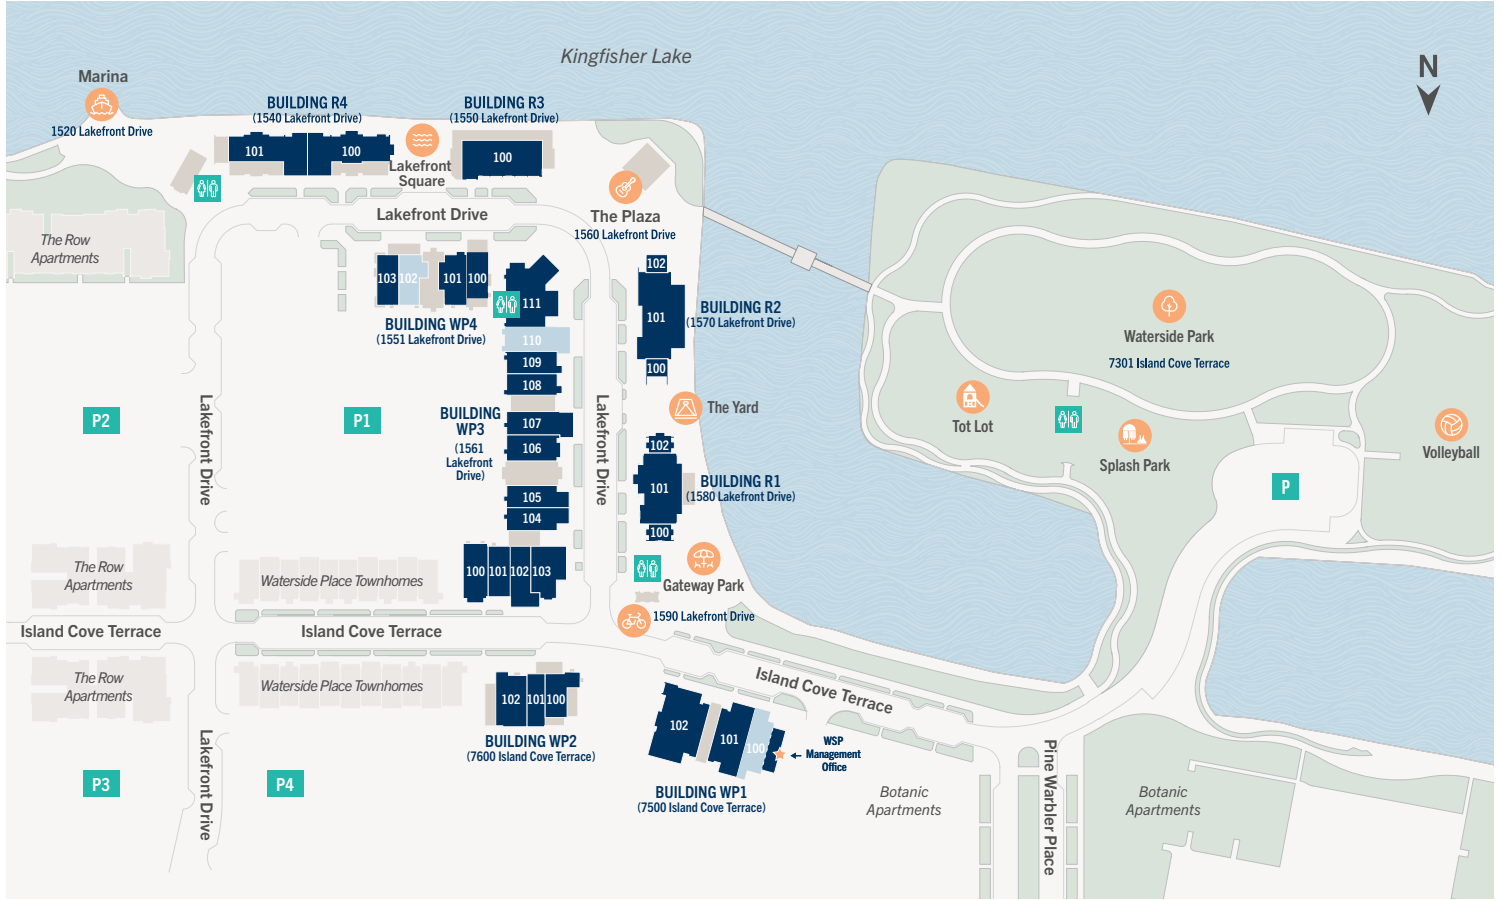 Kingfisher Lake
N
Marina
1520 Lakefront Drive
BUILDING R4
(1540 Lakefront Drive)
101
100
Lakefront
Square
BUILDING R3
(1550 Lakefront Drive)
100
The Plaza
1560 Lakefront Drive
Lakefront Drive
The Row
Apartments
103
102
101
100
BUILDING WP4
(1551 Lakefront Drive)
111
110
109
108
107
106
105
104
BUILDING
WP3
(1561
Lakefront
Drive)
100
101
102
103
102
101
100
BUILDING R2
(1570 Lakefront Drive)
The Yard
102
101
100
BUILDING R1
(1580 Lakefront Drive)
Gateway Park
1590 Lakefront Drive
Lakefront Drive
Lakefront Drive
P2
P1
Waterside Park
7301 Island Cove Terrace
Tot Lot
Splash Park
Volleyball
P
The Row
Apartments
Waterside Place Townhomes
Island Cove Terrace
Island Cove Terrace
Island Cove Terrace
The Row
Apartments
Waterside Place Townhomes
102
101
100
BUILDING WP2
(7600 Island Cove Terrace)
102
101
100
WSP
Management
Office
BUILDING WP1
(7500 Island Cove Terrace)
Lakefront Drive
P3
P4
Botanic
Apartments
Pine Warbler Place
Botanic
Apartments